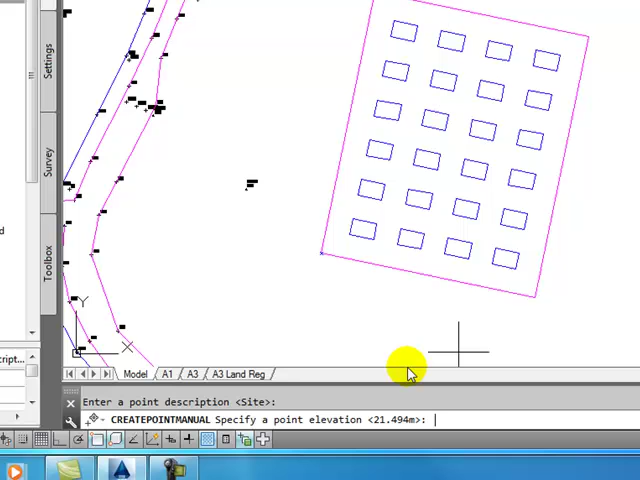 Settings
Survey
Toolbox
d
script...
Y
X
Model
A1
A3
A3 Land Reg
Enter a point description <Site>:
CREATEPOINTMANUAL Specify a point elevation <21.494m>: